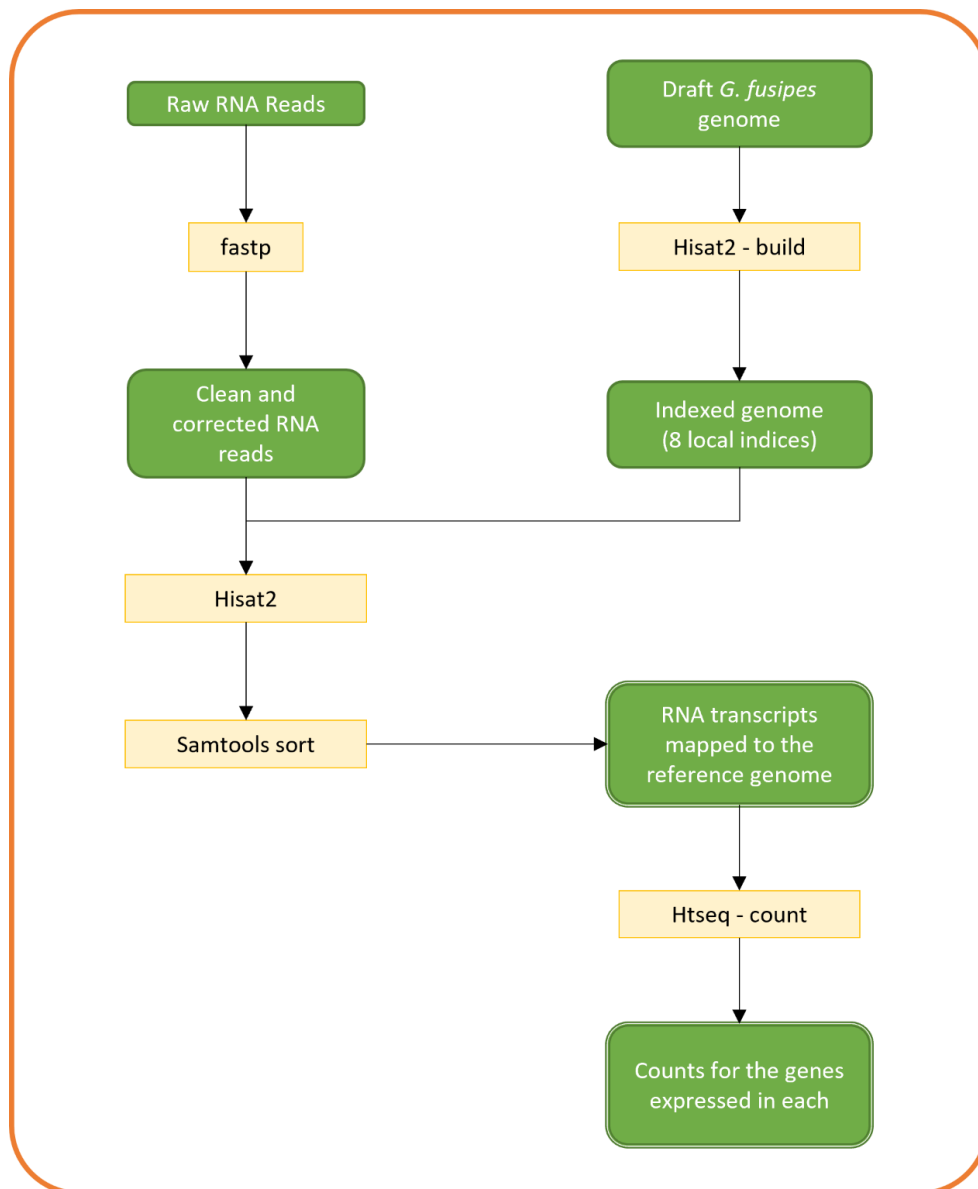 Raw RNA Reads
Draft G. fusipes
genome
fastp
Hisat2 - build
Clean and
corrected RNA
reads
Indexed genome
(8 local indices)
Hisat2
Samtools sort
RNA transcripts
mapped to the
reference genome
Htseq - count
Counts for the genes
expressed in each